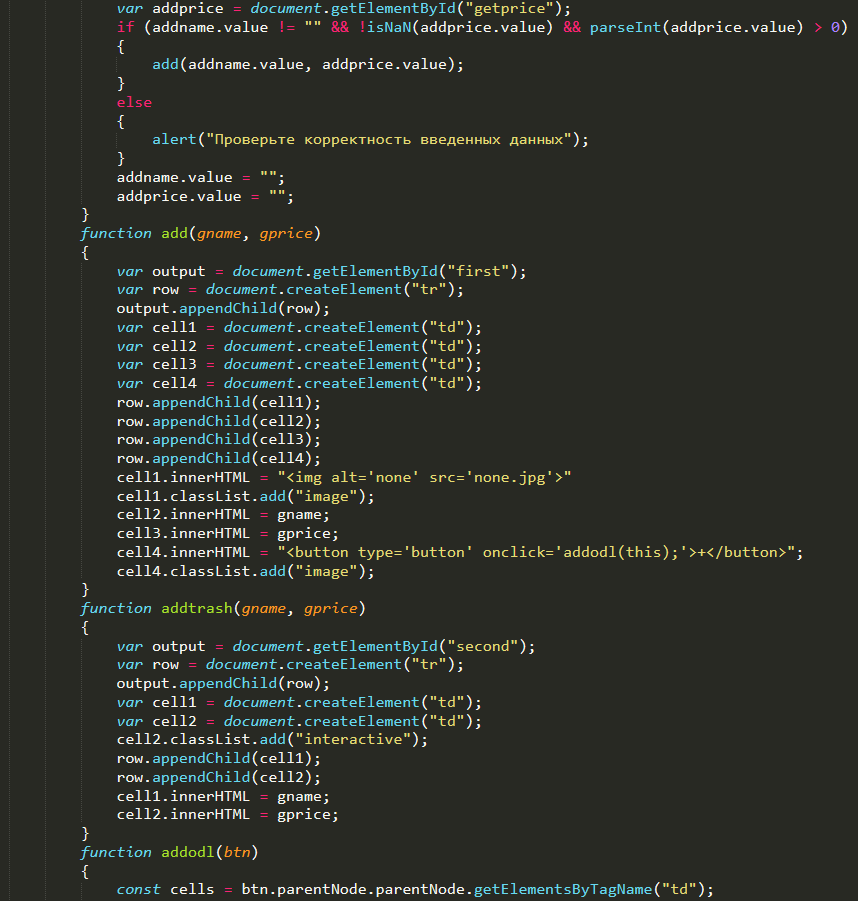 var addprice = document.getElementById("getprice");
if (addname.value != "" && !isNaN(addprice.value) && parseInt(addprice.value) > 0)
{
add(addname.value, addprice.value);
}
else
{
alert("Проверьте корректность введенных данных");
}
addname.value = "";
addprice.value = "";
}
function add(gname, gprice)
{
var output = document.getElementById("first");
var row = document.createElement("tr");
output.appendChild(row);
var cell1 = document.createElement("td");
var cell2 = document.createElement("td");
var cell3 = document.createElement("td");
var cell4 = document.createElement("td");
row.appendChild(cell1);
row.appendChild(cell2);
row.appendChild(cell3);
row.appendChild(cell4);
cell1.innerHTML = "<img alt='none' src='none.jpg'>"
cell1.classList.add("image");
cell2.innerHTML = gname;
cell3.innerHTML = gprice;
cell4.innerHTML = "<button type='button' onclick='addodl(this);'>+</button>";
cell4.classList.add("image");
}
function addtrash(gname, gprice)
{
var output = document.getElementById("second");
var row = document.createElement("tr");
output.appendChild(row);
var cell1 = document.createElement("td");
var cell2 = document.createElement("td");
cell2.classList.add("interactive");
row.appendChild(cell1);
row.appendChild(cell2);
cell1.innerHTML = gname;
cell2.innerHTML = gprice;
}
function addodl(btn)
{
const cells = btn.parentNode.parentNode.getElementsByTagName("td");